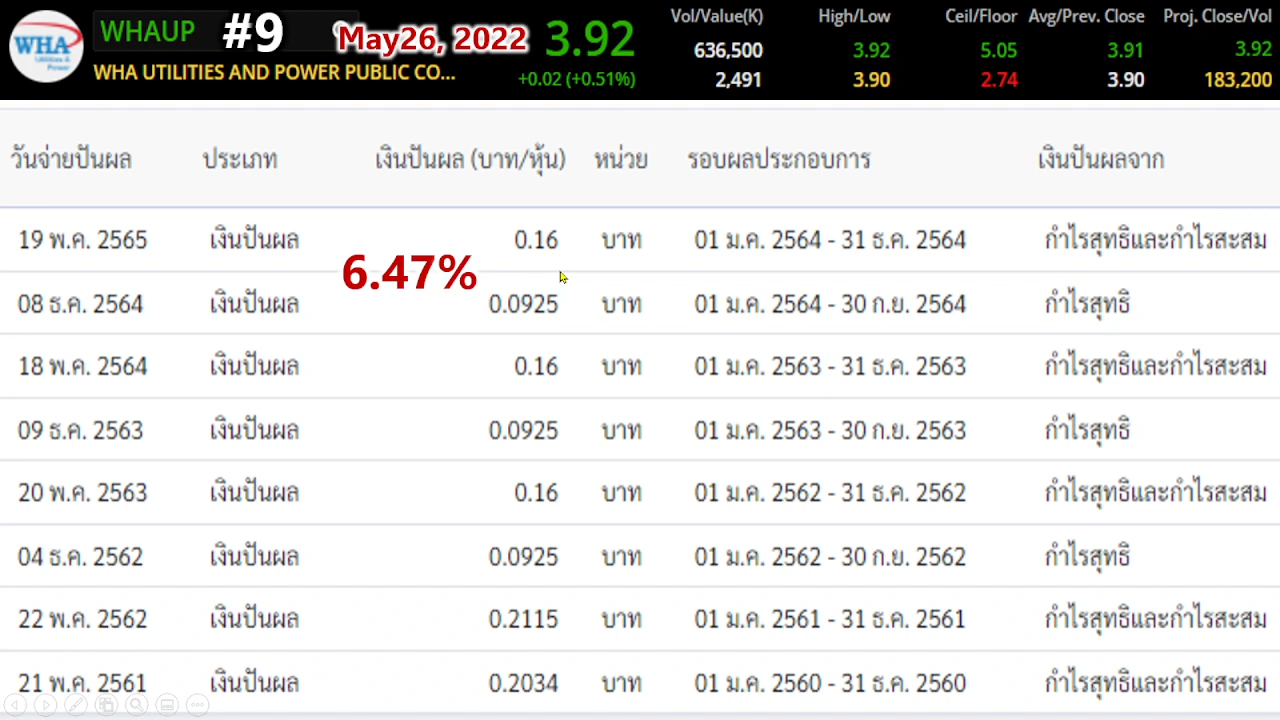 WHA
Utilities &
Power
WHAUP #9 May26, 2022 3.92
WHA UTILITIES AND POWER PUBLIC CO...
+0.02 (+0.51%)
Vol/Value(K) High/Low Ceil/Floor Avg/Prev. Close Proj. Close/Vol
636,500 3.92 5.05 3.91 3.92
2,491 3.90 2.74 3.90 183,200
วันจ่ายปันผล ประเภท เงินปันผล (บาท/หุ้น) หน่วย รอบผลประกอบการ เงินปันผลจาก
19 พ.ค. 2565 เงินปันผล 0.16 บาท 01 ม.ค. 2564 - 31 ธ.ค. 2564 กำไรสุทธิและกำไรสะสม
6.47%
08 ธ.ค. 2564 เงินปันผล 0.0925 บาท 01 ม.ค. 2564 - 30 ก.ย. 2564 กำไรสุทธิ
18 พ.ค. 2564 เงินปันผล 0.16 บาท 01 ม.ค. 2563 - 31 ธ.ค. 2563 กำไรสุทธิและกำไรสะสม
09 ธ.ค. 2563 เงินปันผล 0.0925 บาท 01 ม.ค. 2563 - 30 ก.ย. 2563 กำไรสุทธิ
20 พ.ค. 2563 เงินปันผล 0.16 บาท 01 ม.ค. 2562 - 31 ธ.ค. 2562 กำไรสุทธิและกำไรสะสม
04 ธ.ค. 2562 เงินปันผล 0.0925 บาท 01 ม.ค. 2562 - 30 ก.ย. 2562 กำไรสุทธิ
22 พ.ค. 2562 เงินปันผล 0.2115 บาท 01 ม.ค. 2561 - 31 ธ.ค. 2561 กำไรสุทธิและกำไรสะสม
21 พ.ค. 2561 เงินปันผล 0.2034 บาท 01 ม.ค. 2560 - 31 ธ.ค. 2560 กำไรสุทธิและกำไรสะสม